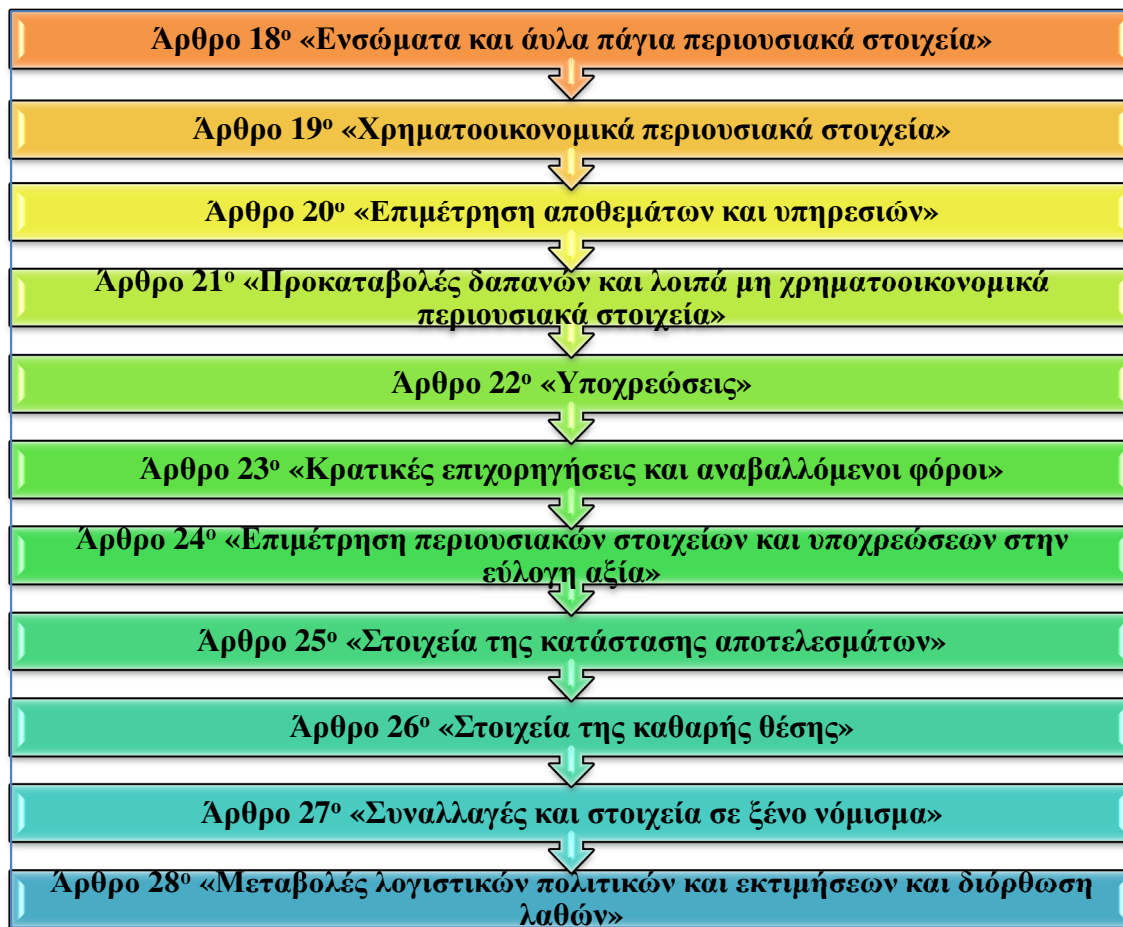 Άρθρο 18ο «Ενσώματα και άυλα πάγια περιουσιακά στοιχεία»
Άρθρο 19ο «Χρηματοοικονομικά περιουσιακά στοιχεία»
Άρθρο 20ο «Επιμέτρηση αποθεμάτων και υπηρεσιών»
Άρθρο 21ο «Προκαταβολές δαπανών και λοιπά μη χρηματοοικονομικά
περιουσιακά στοιχεία»
Άρθρο 22ο «Υποχρεώσεις»
Άρθρο 23ο «Κρατικές επιχορηγήσεις και αναβαλλόμενοι φόροι»
Άρθρο 24ο «Επιμέτρηση περιουσιακών στοιχείων και υποχρεώσεων στην
εύλογη αξία»
Άρθρο 25ο «Στοιχεία της κατάστασης αποτελεσμάτων»
Άρθρο 26ο «Στοιχεία της καθαρής θέσης»
Άρθρο 27ο «Συναλλαγές και στοιχεία σε ξένο νόμισμα»
Άρθρο 28ο «Μεταβολές λογιστικών πολιτικών και εκτιμήσεων και διόρθωση
λαθών»